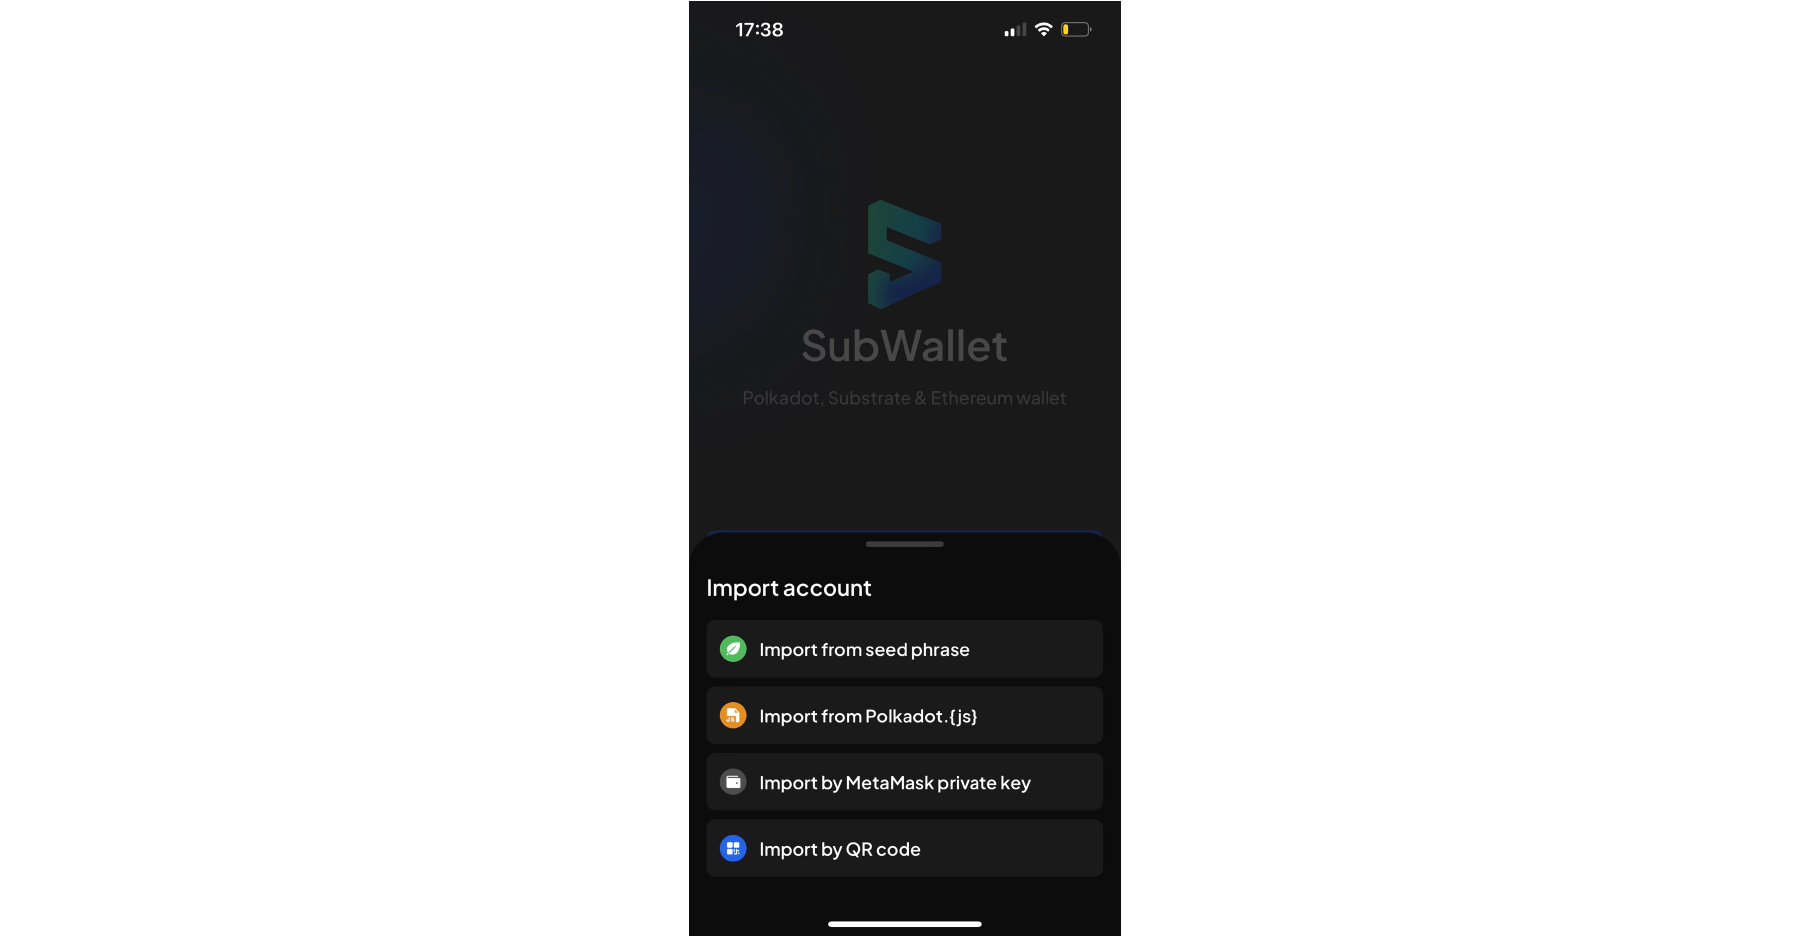 17:38
SubWallet
Polkadot, Substrate & Ethereum wallet
Import account
Import from seed phrase
Import from Polkadot.{js}
Import by MetaMask private key
Import by QR code